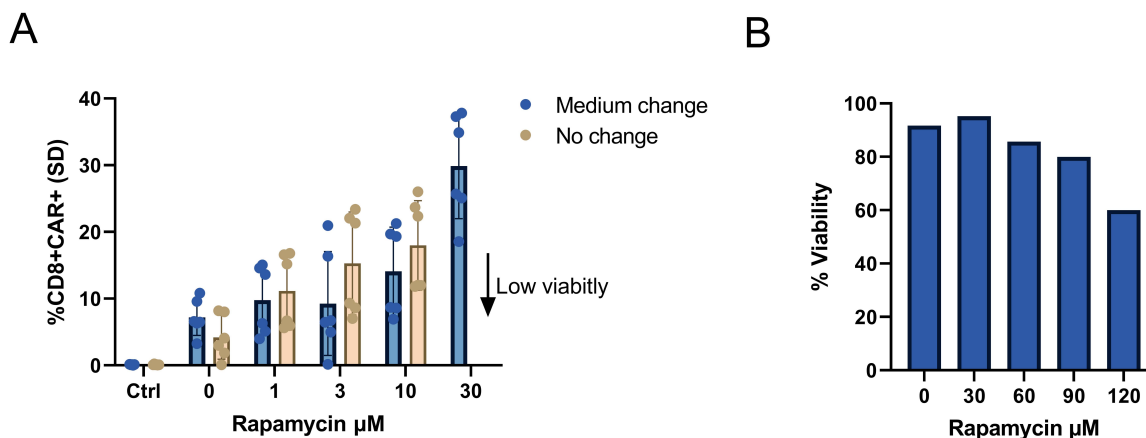 A
%CD8+CAR+ (SD)
40
30
20
10
0
Ctrl 0 1 3 10 30
Rapamycin µM
Medium change
No change
Low viabitly
B
% Viability
100
80
60
40
20
0
0 30 60 90 120
Rapamycin µM